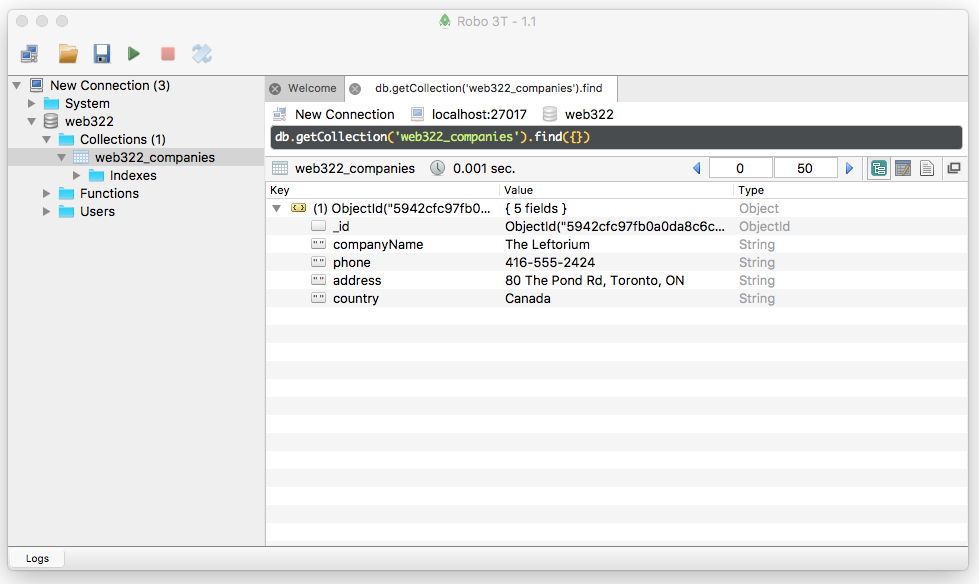 Robo 3T - 1.1
New Connection (3)
System
web322
Collections (1)
web322_companies
Indexes
Functions
Users
Welcome
db.getCollection('web322_companies').find
New Connection localhost:27017 web322
db.getCollection('web322_companies').find({})
web322_companies 0.001 sec. 0 50
Key Value Type
(1) ObjectId("5942cfc97fb0... { 5 fields } Object
_id ObjectId("5942cfc97fb0a0da8c6c... ObjectId
companyName The Leftorium String
phone 416-555-2424 String
address 80 The Pond Rd, Toronto, ON String
country Canada String
Logs